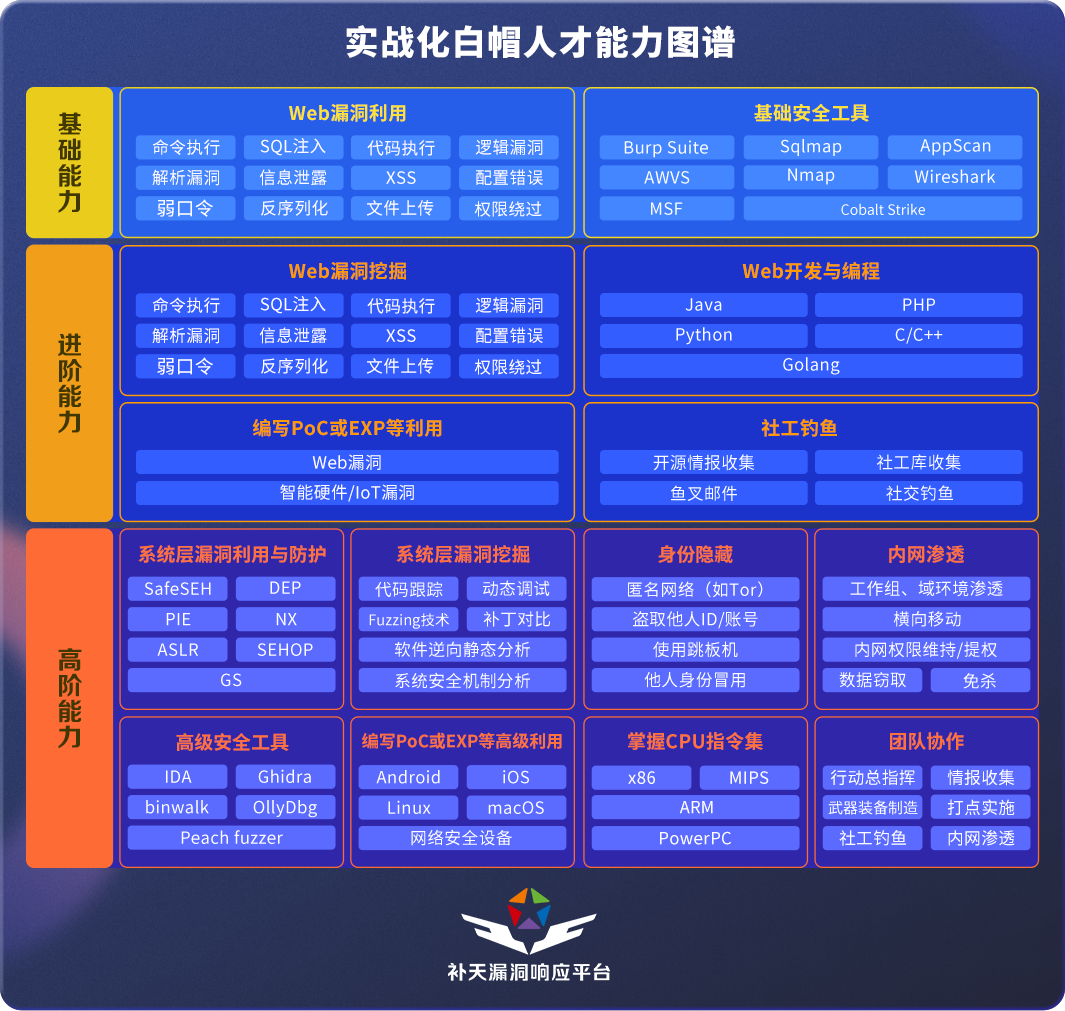 实战化白帽人才能力图谱
基础能力
Web漏洞利用
命令执行 SQL注入 代码执行 逻辑漏洞
解析漏洞 信息泄露 XSS 配置错误
弱口令 反序列化 文件上传 权限绕过
基础安全工具
Burp Suite Sqlmap AppScan
AWVS Nmap Wireshark
MSF Cobalt Strike
进阶能力
Web漏洞挖掘
命令执行 SQL注入 代码执行 逻辑漏洞
解析漏洞 信息泄露 XSS 配置错误
弱口令 反序列化 文件上传 权限绕过
Web开发与编程
Java PHP
Python C/C++
Golang
编写PoC或EXP等利用
Web漏洞
智能硬件/IoT漏洞
社工钓鱼
开源情报收集 社工库收集
鱼叉邮件 社交钓鱼
高阶能力
系统层漏洞利用与防护
SafeSEH DEP
PIE NX
ASLR SEHOP
GS
系统层漏洞挖掘
代码跟踪 动态调试
Fuzzing技术 补丁对比
软件逆向静态分析
系统安全机制分析
身份隐藏
匿名网络（如Tor）
盗取他人ID/账号
使用跳板机
他人身份冒用
内网渗透
工作组、域环境渗透
横向移动
内网权限维持/提权
数据窃取 免杀
高级安全工具
IDA Ghidra
binwalk OllyDbg
Peach fuzzer
编写PoC或EXP等高级利用
Android iOS
Linux macOS
网络安全设备
掌握CPU指令集
x86 MIPS
ARM
PowerPC
团队协作
行动总指挥 情报收集
武器装备制造 打点实施
社工钓鱼 内网渗透
补天漏洞响应平台